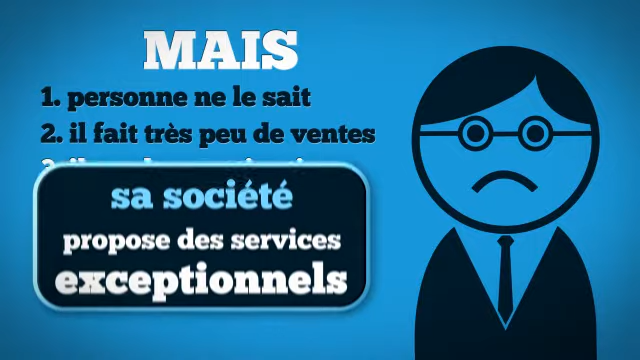 MAIS
1. personne ne le sait
2. il fait très peu de ventes
sa société
propose des services
exceptionnels